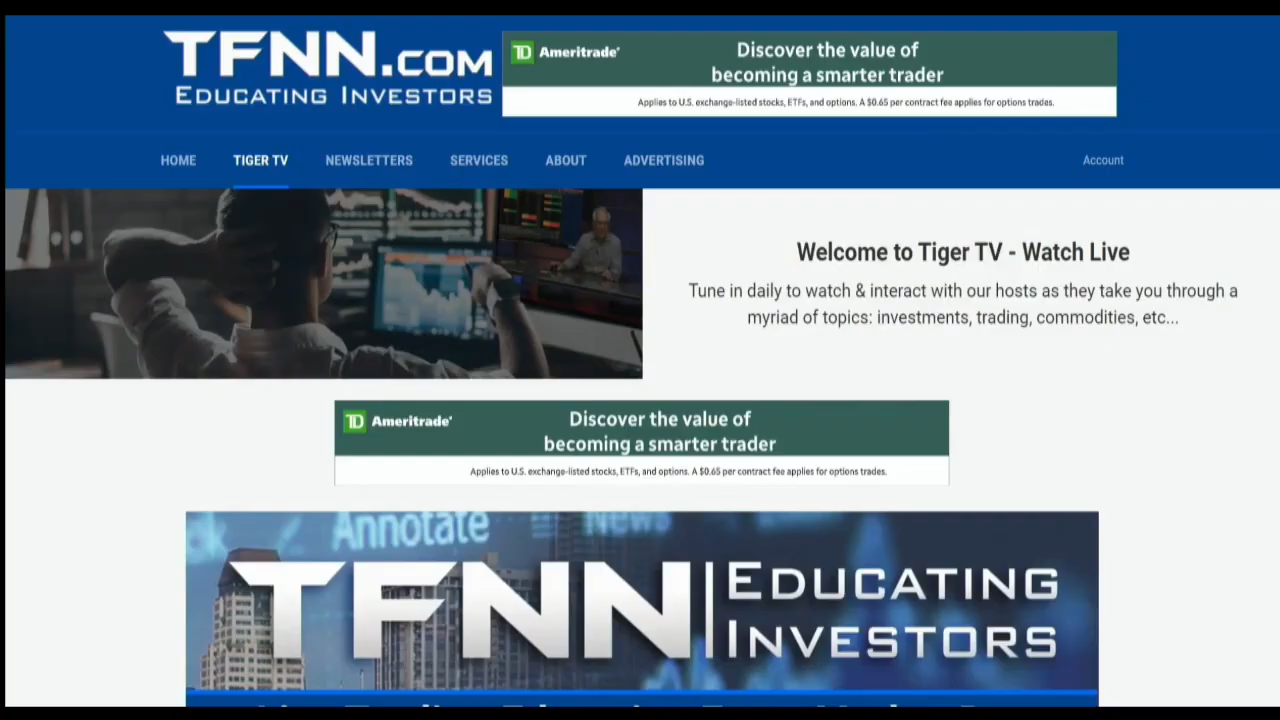 TFNN.COM
EDUCATING INVESTORS
TD Ameritrade
Discover the value of
becoming a smarter trader
Applies to U.S. exchange-listed stocks, ETFs, and options. A $0.65 per contract fee applies for options trades.
HOME TIGER TV NEWSLETTERS SERVICES ABOUT ADVERTISING Account
Welcome to Tiger TV - Watch Live
Tune in daily to watch & interact with our hosts as they take you through a
myriad of topics: investments, trading, commodities, etc...
TD Ameritrade
Discover the value of
becoming a smarter trader
Applies to U.S. exchange-listed stocks, ETFs, and options. A $0.65 per contract fee applies for options trades.
Annotate News
TFNN EDUCATING
INVESTORS